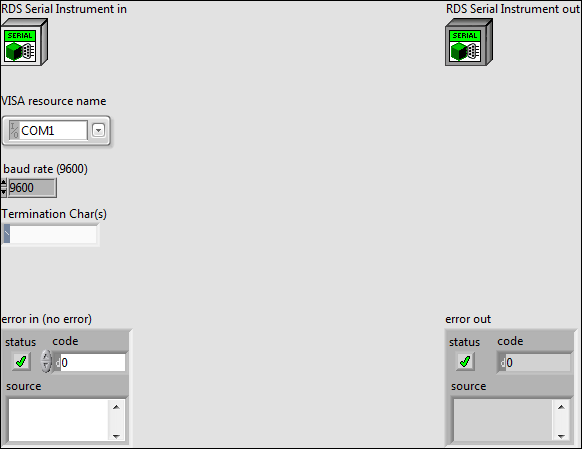 RDS Serial Instrument in
RDS Serial Instrument out
SERIAL
SERIAL
VISA resource name
I/O COM1
baud rate (9600)
9600
Termination Char(s)
\
error in (no error)
error out
status code
status code
d 0
d 0
source
source